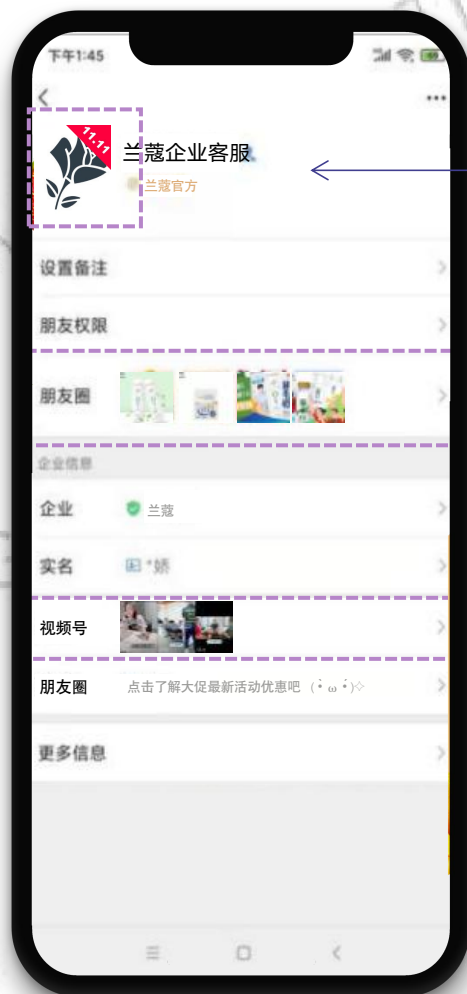 下午1:45
11.11
兰蔻企业客服
兰蔻官方
设置备注
朋友权限
朋友圈
企业信息
企业 兰蔻
实名 *娇
视频号
朋友圈 点击了解大促最新活动优惠吧 (•̀ ω •́)✧
更多信息